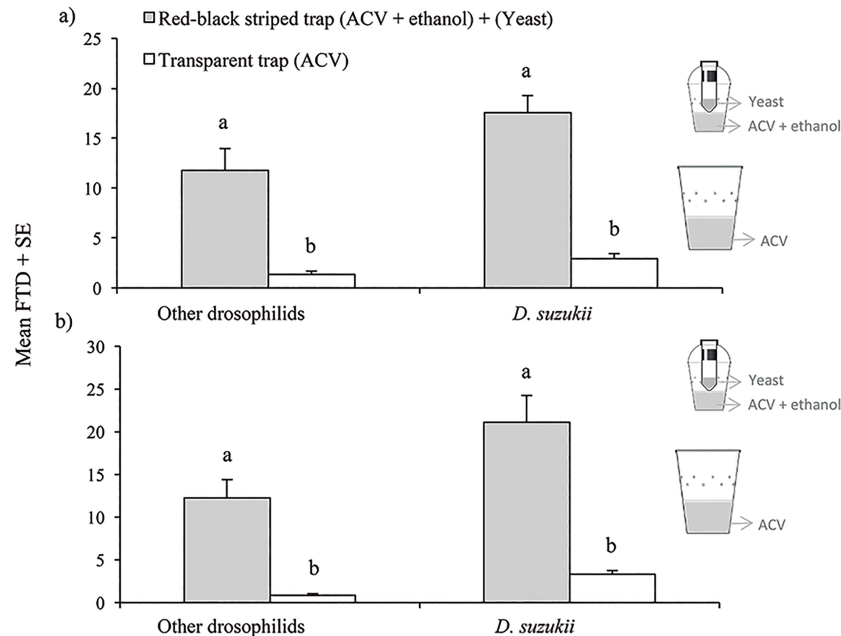 a)
Red-black striped trap (ACV + ethanol) + (Yeast)
Transparent trap (ACV)
Mean FTD + SE
25
20
15
10
5
0
a
b
a
b
Other drosophilids
D. suzukii
Yeast
ACV + ethanol
ACV
b)
30
25
20
15
10
5
0
a
b
a
b
Other drosophilids
D. suzukii
Yeast
ACV + ethanol
ACV